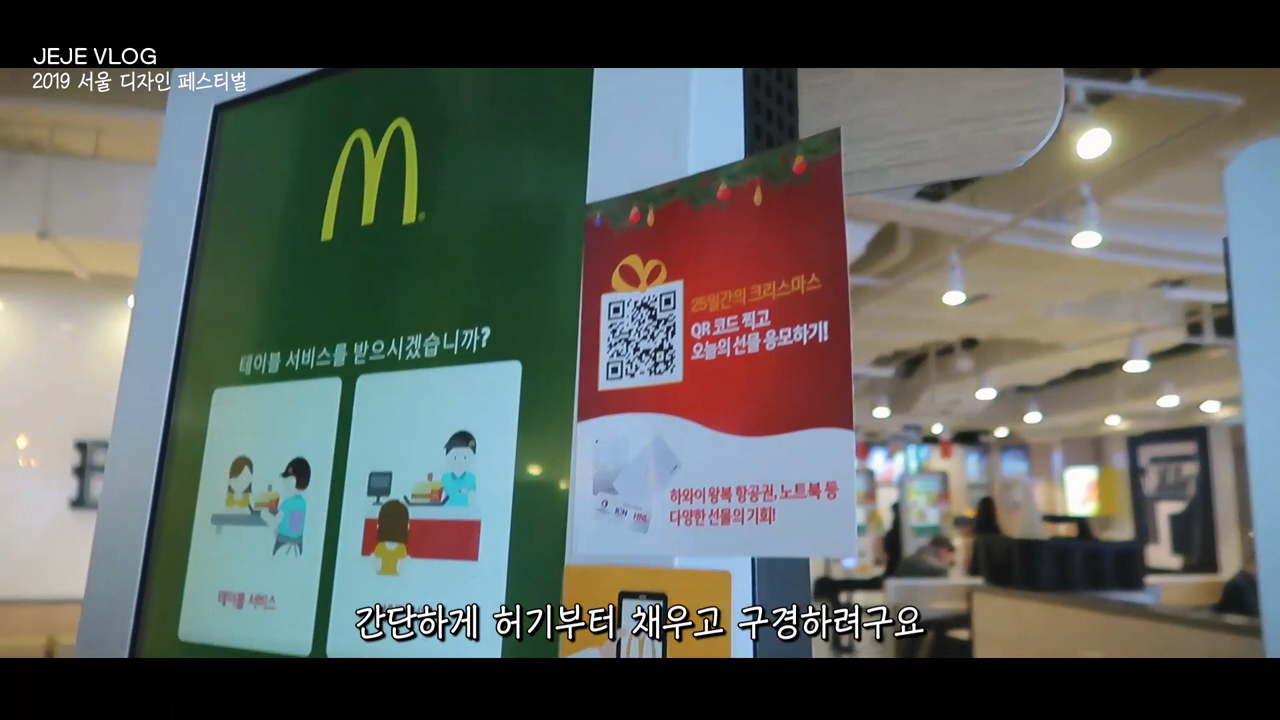 JEJE VLOG
2019 서울 디자인 페스티벌
테이블 서비스를 받으시겠습니까?
테이블 서비스
25일간의 크리스마스
QR 코드 찍고
오늘의 선물 응모하기!
ICN HNL
하와이 왕복 항공권, 노트북 등
다양한 선물의 기회!
간단하게 허기부터 채우고 구경하려구요